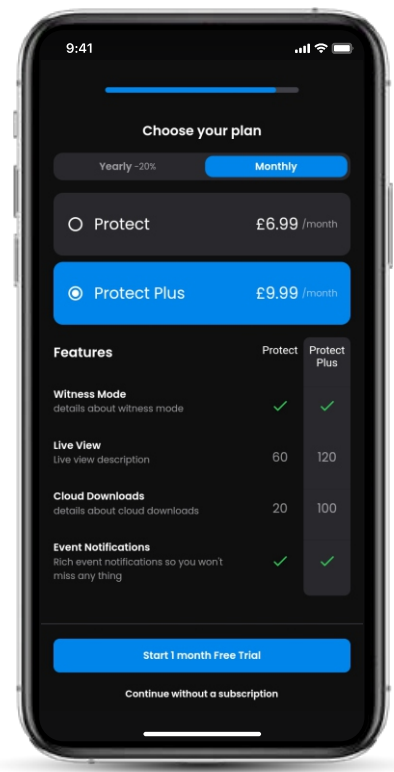 9:41
Choose your plan
Yearly -20% Monthly
Protect £6.99 /month
Protect Plus £9.99 /month
Features Protect Protect
Plus
Witness Mode
details about witness mode
Live View
Live view description 60 120
Cloud Downloads
details about cloud downloads 20 100
Event Notifications
Rich event notifications so you won't
miss any thing
Start 1 month Free Trial
Continue without a subscription